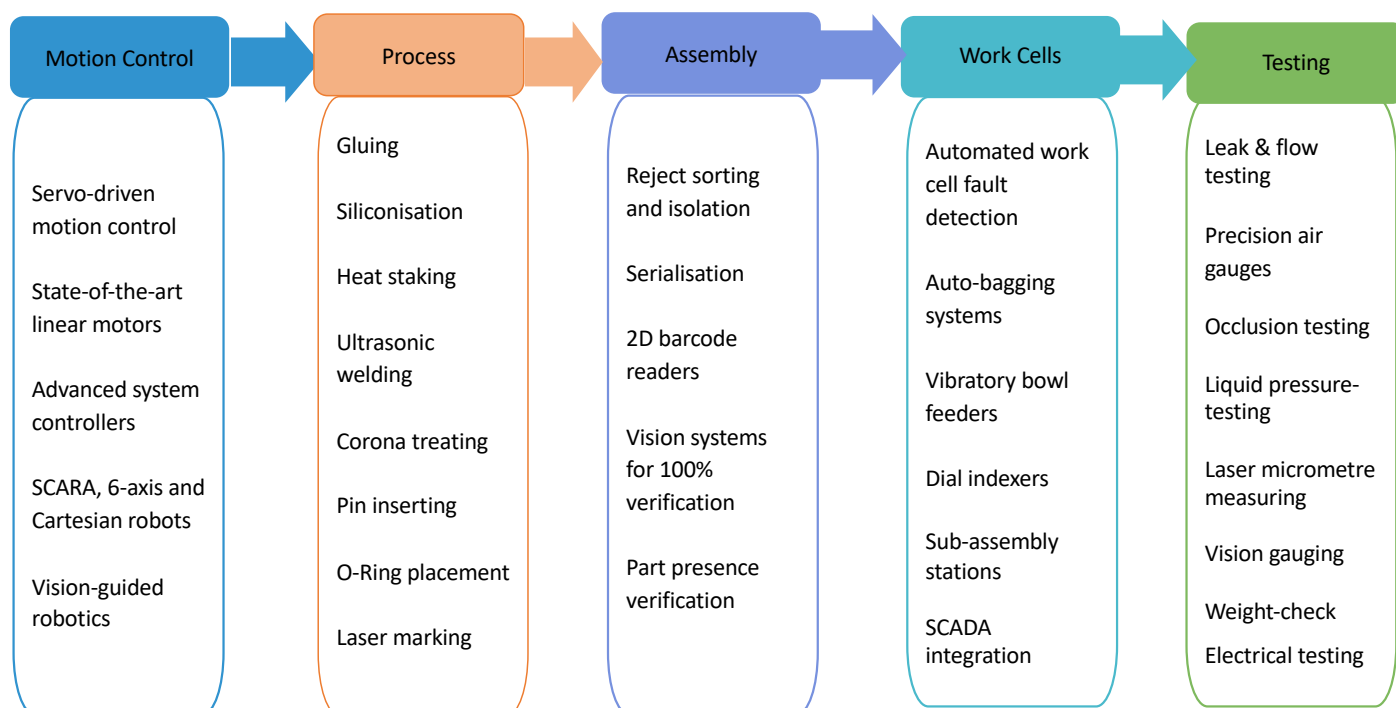 Motion Control
Process
Assembly
Work Cells
Testing
Servo-driven
motion control
State-of-the-art
linear motors
Advanced system
controllers
SCARA, 6-axis and
Cartesian robots
Vision-guided
robotics
Gluing
Siliconisation
Heat staking
Ultrasonic
welding
Corona treating
Pin inserting
O-Ring placement
Laser marking
Reject sorting
and isolation
Serialisation
2D barcode
readers
Vision systems
for 100%
verification
Part presence
verification
Automated work
cell fault
detection
Auto-bagging
systems
Vibratory bowl
feeders
Dial indexers
Sub-assembly
stations
SCADA
integration
Leak & flow
testing
Precision air
gauges
Occlusion testing
Liquid pressure-
testing
Laser micrometre
measuring
Vision gauging
Weight-check
Electrical testing